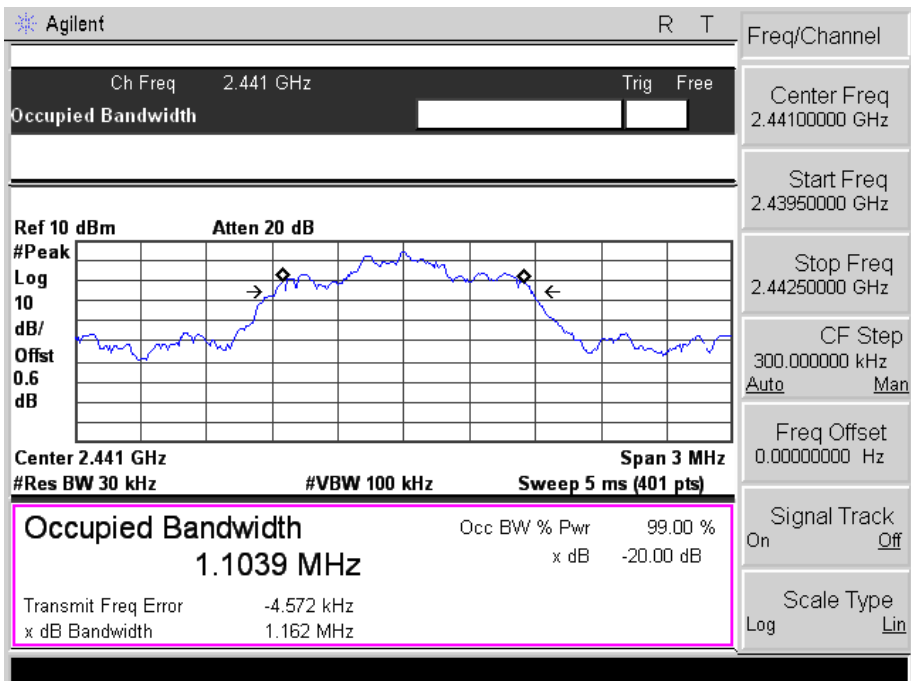 Agilent
R T
Ch Freq 2.441 GHz Trig Free
Occupied Bandwidth
Ref 10 dBm Atten 20 dB
#Peak
Log
10
dB/
Offst
0.6
dB
Center 2.441 GHz Span 3 MHz
#Res BW 30 kHz #VBW 100 kHz Sweep 5 ms (401 pts)
Occupied Bandwidth
1.1039 MHz
Occ BW % Pwr 99.00 %
x dB -20.00 dB
Transmit Freq Error -4.572 kHz
x dB Bandwidth 1.162 MHz
Freq/Channel
Center Freq
2.44100000 GHz
Start Freq
2.43950000 GHz
Stop Freq
2.44250000 GHz
CF Step
300.000000 kHz
Auto Man
Freq Offset
0.00000000 Hz
Signal Track
On Off
Scale Type
Log Lin